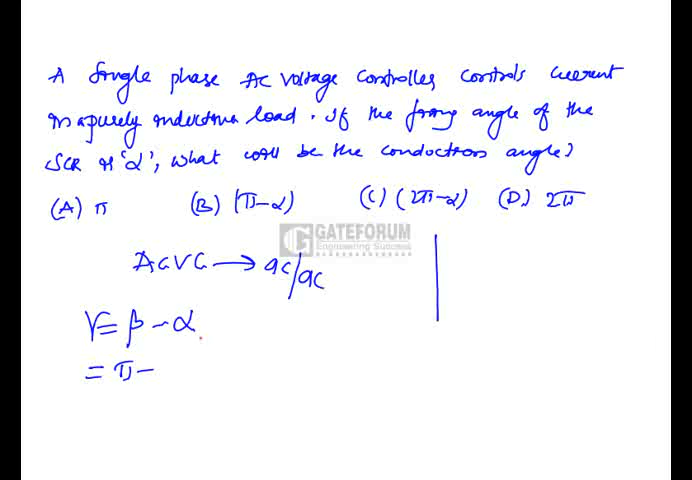 A Single phase AC Voltage Controller Controls Current
In a purely inductive load. If the firing angle of the
SCR is 'α', what will be the conduction angle?
(A) π (B) (π-α) (C) (2π-α) (D) 2π
GATEFORUM
Engineering Success
ACVC → ac/ac
γ = β - α
= π -